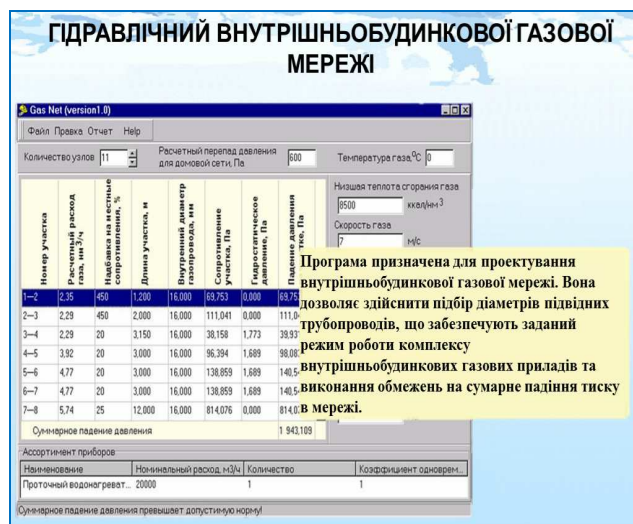 ГІДРАВЛІЧНИЙ ВНУТРІШНЬОБУДИНКОВОЇ ГАЗОВОЇ
МЕРЕЖІ
Gas Net (version1.0)
Файл Правка Отчет Help
Количество узлов 11 Расчетный перепад давления для домовой сети, Па 600 Температура газа,°С 0
Номер участка
Расчетный расход газа, нм3/ч
Надбавка на местные сопротивления, %
Длина участка, м
Внутренний диаметр газопровода, мм
Сопротивление участка, Па
Гидростатическое давление, Па
Падение давления
Низшая теплота сгорания газа
8500 ккал/нм3
Скорость газа
7 м/с
1—2 2,35 450 1,200 16,000 69,753 0,000
2—3 2,29 450 2,000 16,000 111,041 0,000
3—4 2,29 20 3,150 16,000 38,158 1,773
4—5 3,92 20 3,000 16,000 96,394 1,689
5—6 4,77 20 3,000 16,000 138,859 1,689
6—7 4,77 20 3,000 16,000 138,859 1,689
7—8 5,74 25 12,000 16,000 814,076 0,000
Суммарное падение давления 1 943,109
Програма призначена для проектування
внутрішньобудинкової газової мережі. Вона
дозволяє здійснити підбір діаметрів підвідних
трубопроводів, що забезпечують заданий
режим роботи комплексу
внутрішньобудинкових газових приладів та
виконання обмежень на сумарне падіння тиску
в мережі.
Ассортимент приборов
Наименование Номинальный расход, м3/ч Количество Коэффициент одноврем...
Проточный водонагреват... 20000 1 1
Суммарное падение давления превышает допустимую норму!